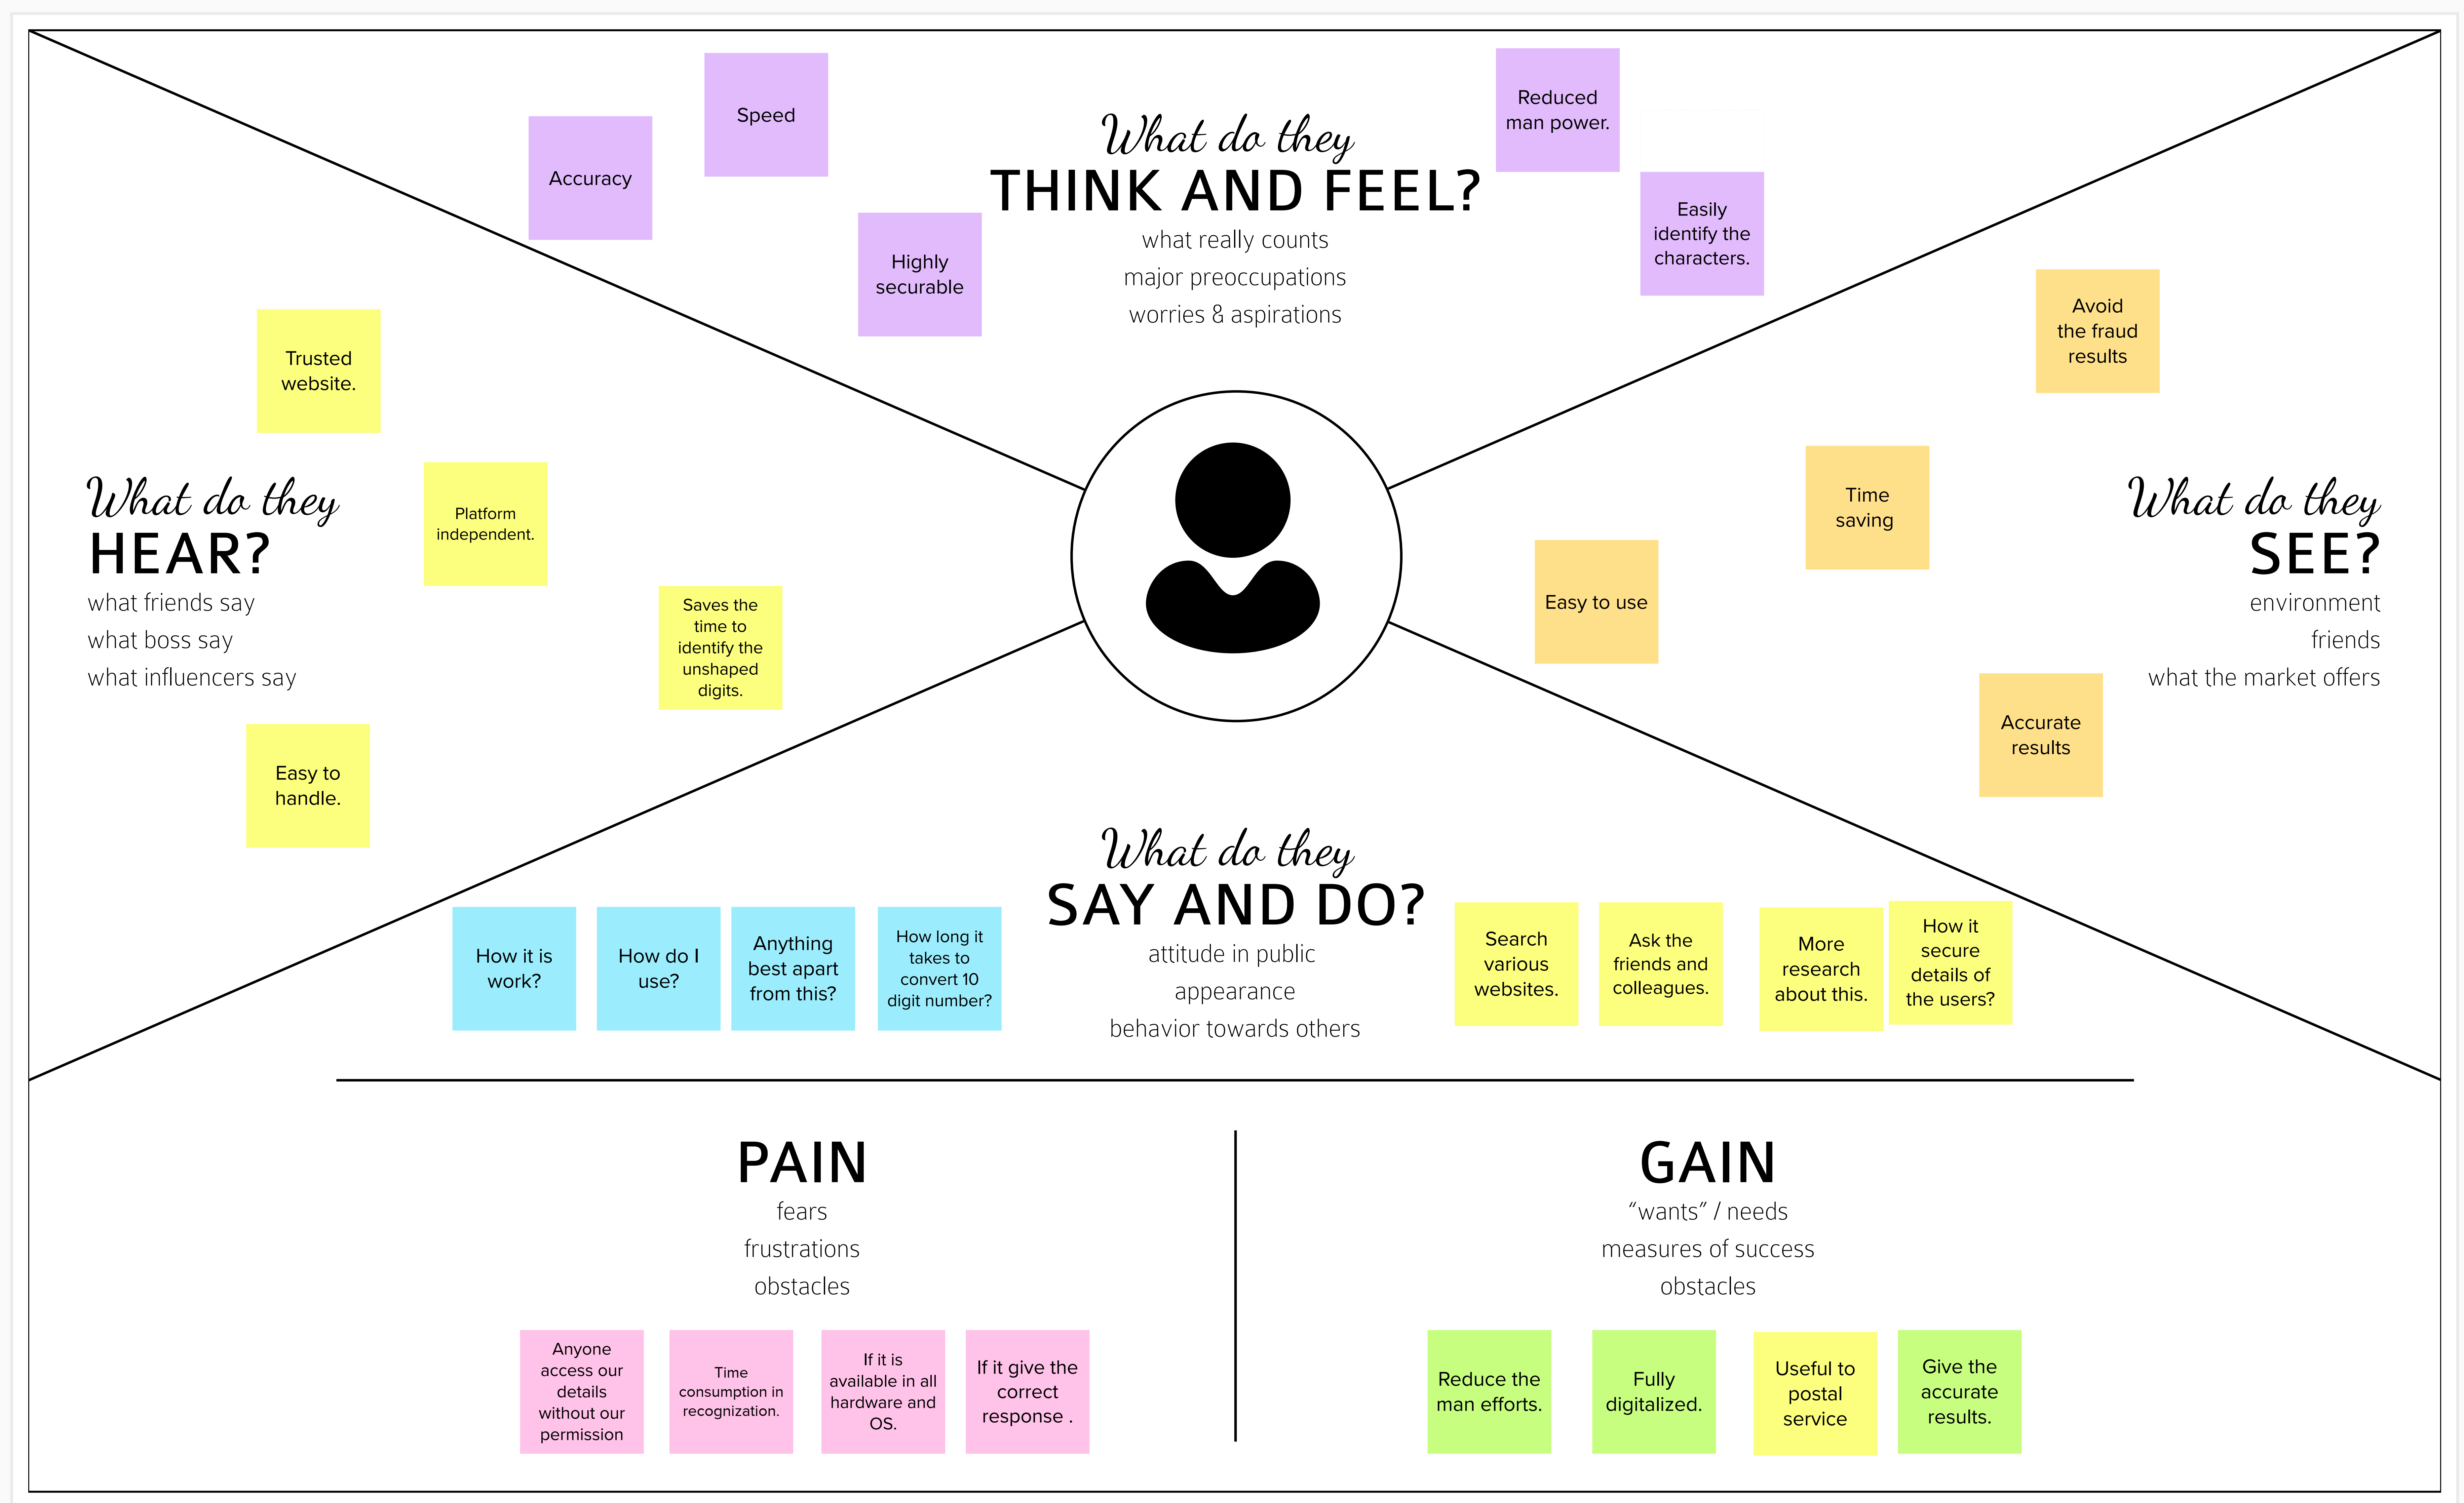 Accuracy
Speed
Highly
securable
What do they
THINK AND FEEL?
what really counts
major preoccupations
worries & aspirations
Reduced
man power.
Easily
identify the
characters.
Trusted
website.
Platform
independent.
What do they
HEAR?
what friends say
what boss say
what influencers say
Saves the
time to
identify the
unshaped
digits.
Easy to
handle.
Avoid
the fraud
results
Time
saving
Easy to use
What do they
SEE?
environment
friends
what the market offers
Accurate
results
What do they
SAY AND DO?
attitude in public
appearance
behavior towards others
How it is
work?
How do I
use?
Anything
best apart
from this?
How long it
takes to
convert 10
digit number?
Search
various
websites.
Ask the
friends and
colleagues.
More
research
about this.
How it
secure
details of
the users?
PAIN
fears
frustrations
obstacles
Anyone
access our
details
without our
permission
Time
consumption in
recognization.
If it is
available in all
hardware and
OS.
If it give the
correct
response .
GAIN
“wants” / needs
measures of success
obstacles
Reduce the
man efforts.
Fully
digitalized.
Useful to
postal
service
Give the
accurate
results.